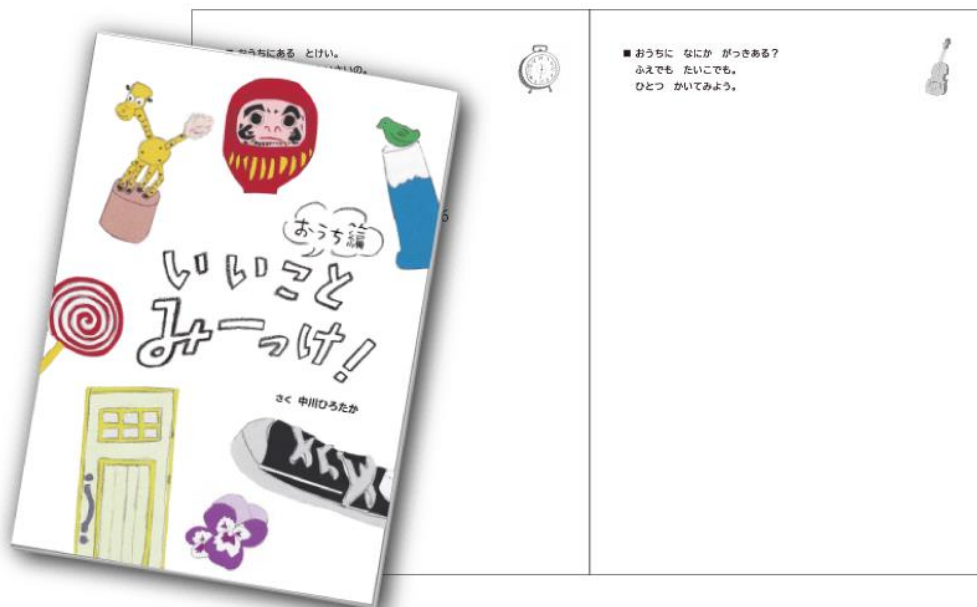 おうち編
いいこと
みーっけ!
さく 中川ひろたか
おうちにある とけい。
さいの。
■ おうちに なにか がっきある?
ふえでも たいこでも。
ひとつ かいてみよう。